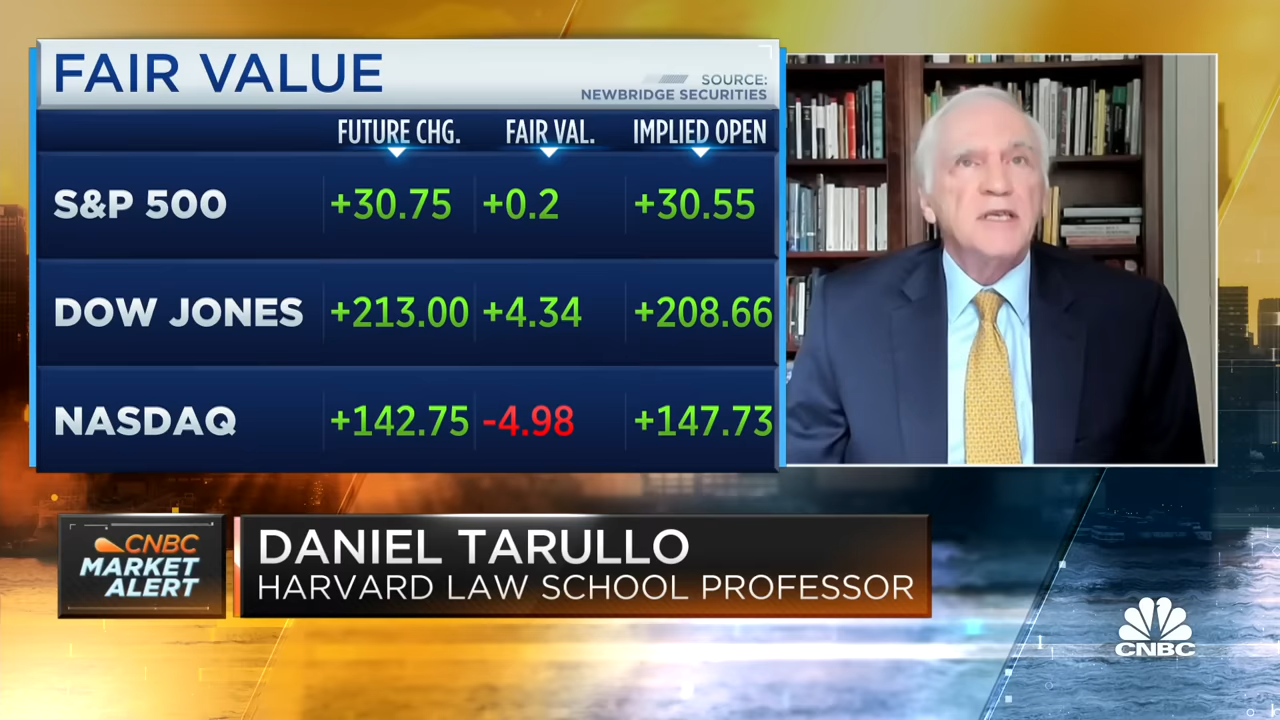 FAIR VALUE
SOURCE:
NEWBRIDGE SECURITIES
FUTURE CHG. FAIR VAL. IMPLIED OPEN
S&P 500 +30.75 +0.2 +30.55
DOW JONES +213.00 +4.34 +208.66
NASDAQ +142.75 -4.98 +147.73
CNBC
MARKET
ALERT
DANIEL TARULLO
HARVARD LAW SCHOOL PROFESSOR
CNBC